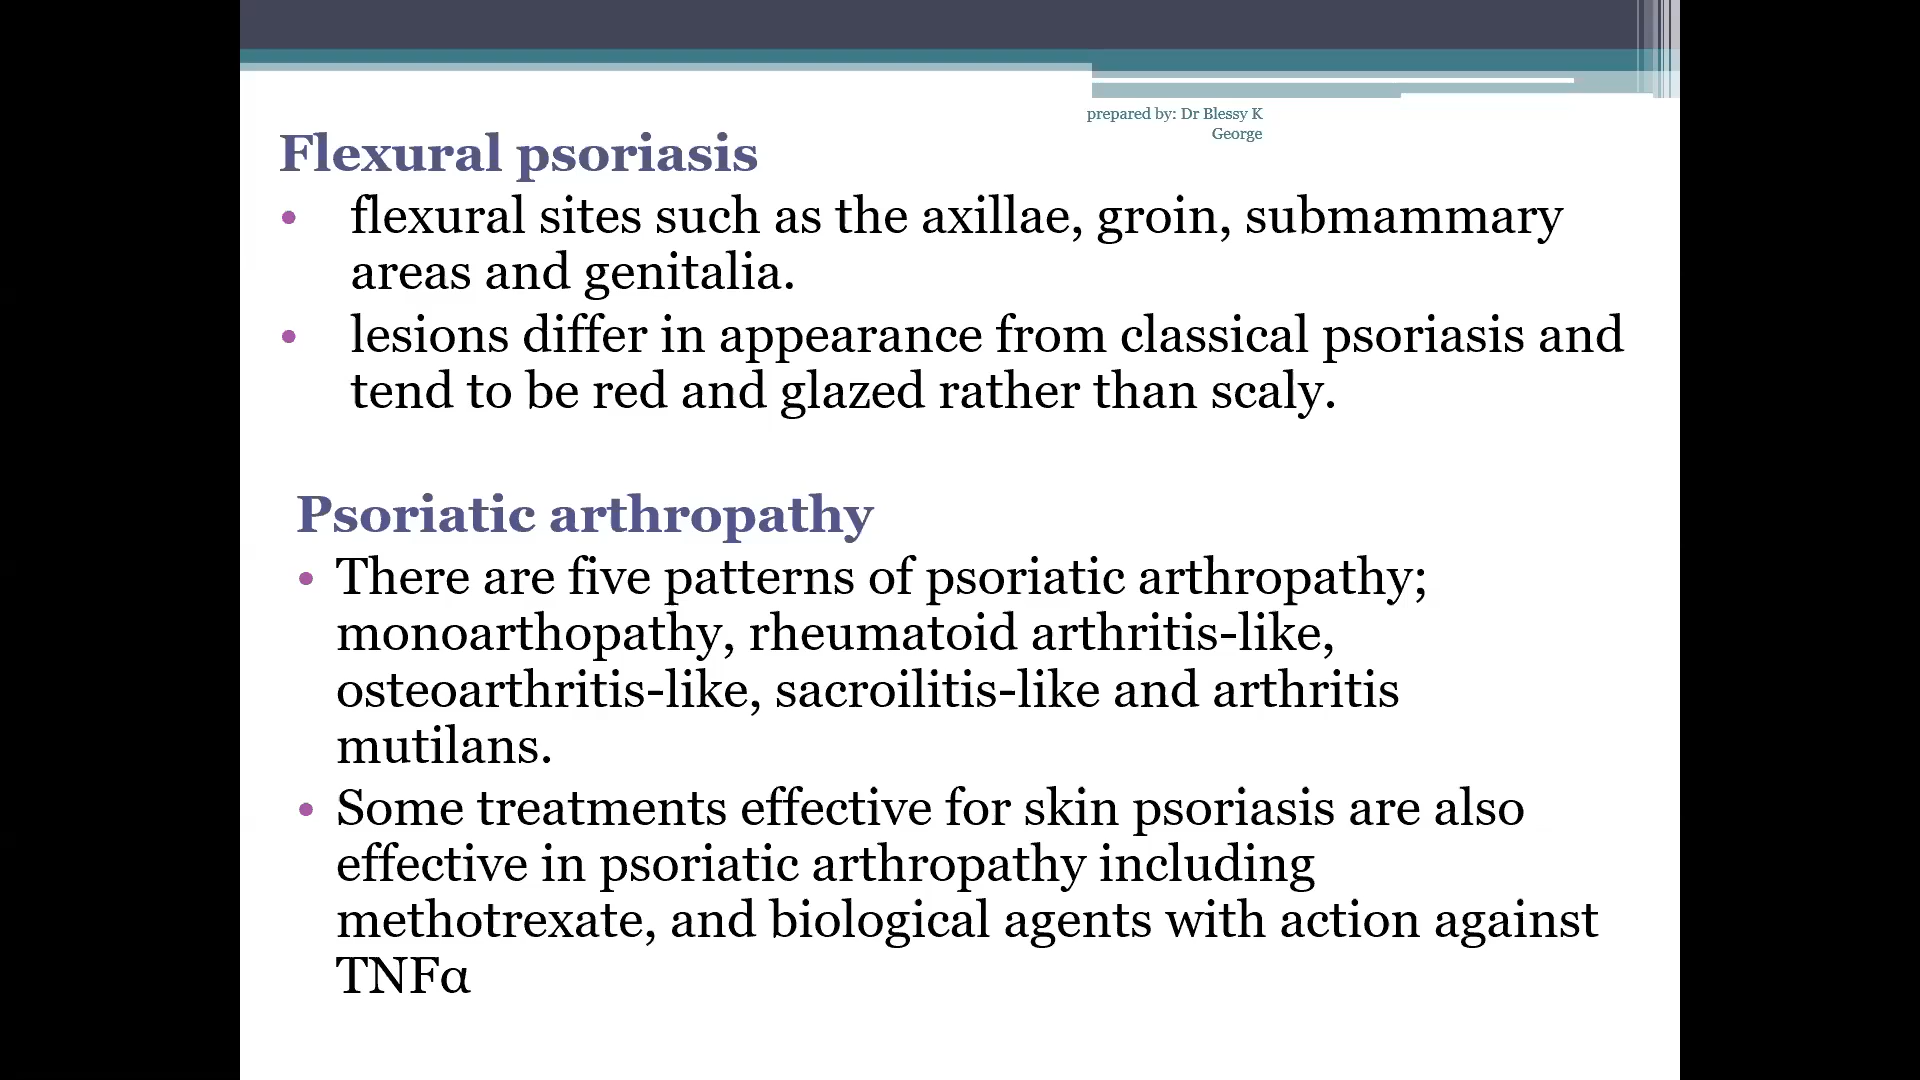 prepared by: Dr Blessy K
George
Flexural psoriasis
• flexural sites such as the axillae, groin, submammary
areas and genitalia.
• lesions differ in appearance from classical psoriasis and
tend to be red and glazed rather than scaly.
Psoriatic arthropathy
• There are five patterns of psoriatic arthropathy;
monoarthopathy, rheumatoid arthritis-like,
osteoarthritis-like, sacroilitis-like and arthritis
mutilans.
• Some treatments effective for skin psoriasis are also
effective in psoriatic arthropathy including
methotrexate, and biological agents with action against
TNFα